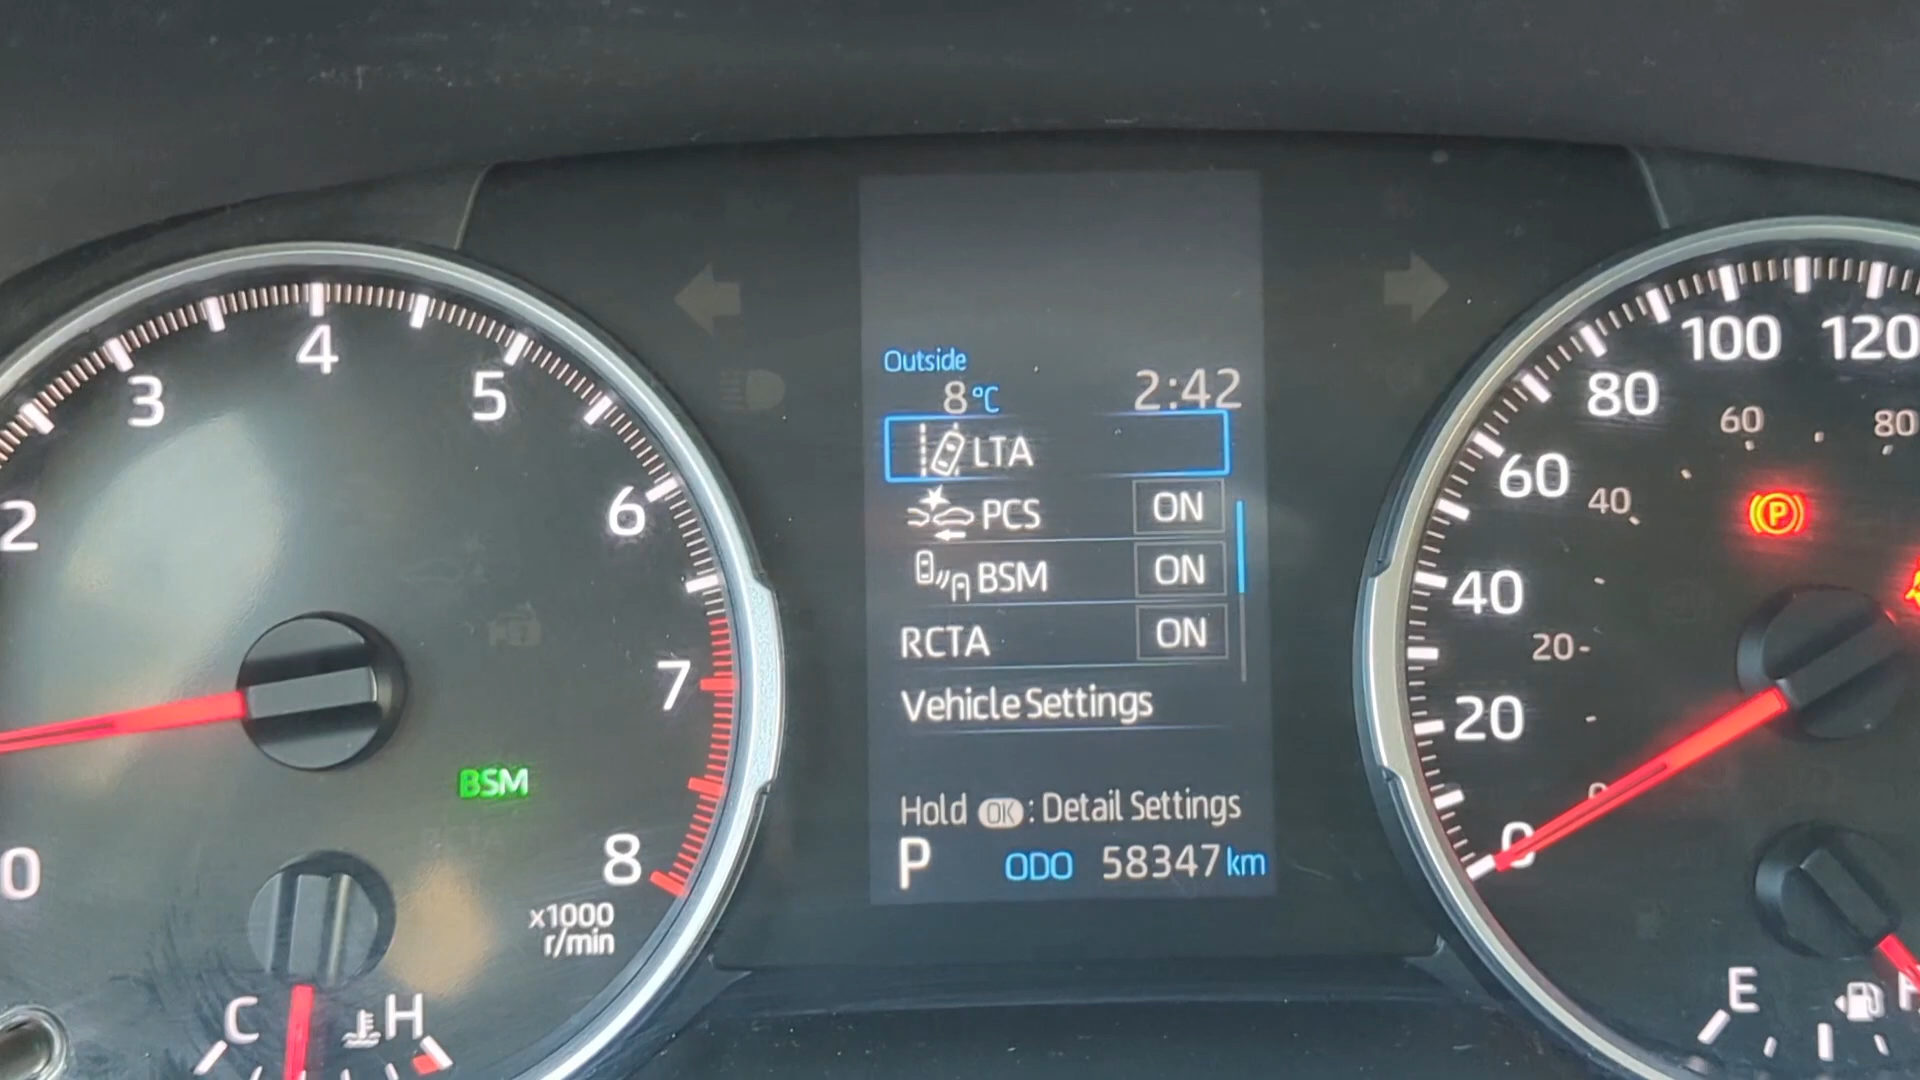 Outside
8°C 2:42
LTA
PCS ON
BSM ON
RCTA ON
Vehicle Settings
Hold OK : Detail Settings
P ODO 58347 km
0
2
3
4
5
6
7
8
x1000
r/min
BSM
C H
0
20
40
60
80
100
120
0
20
40
60
80
P
E